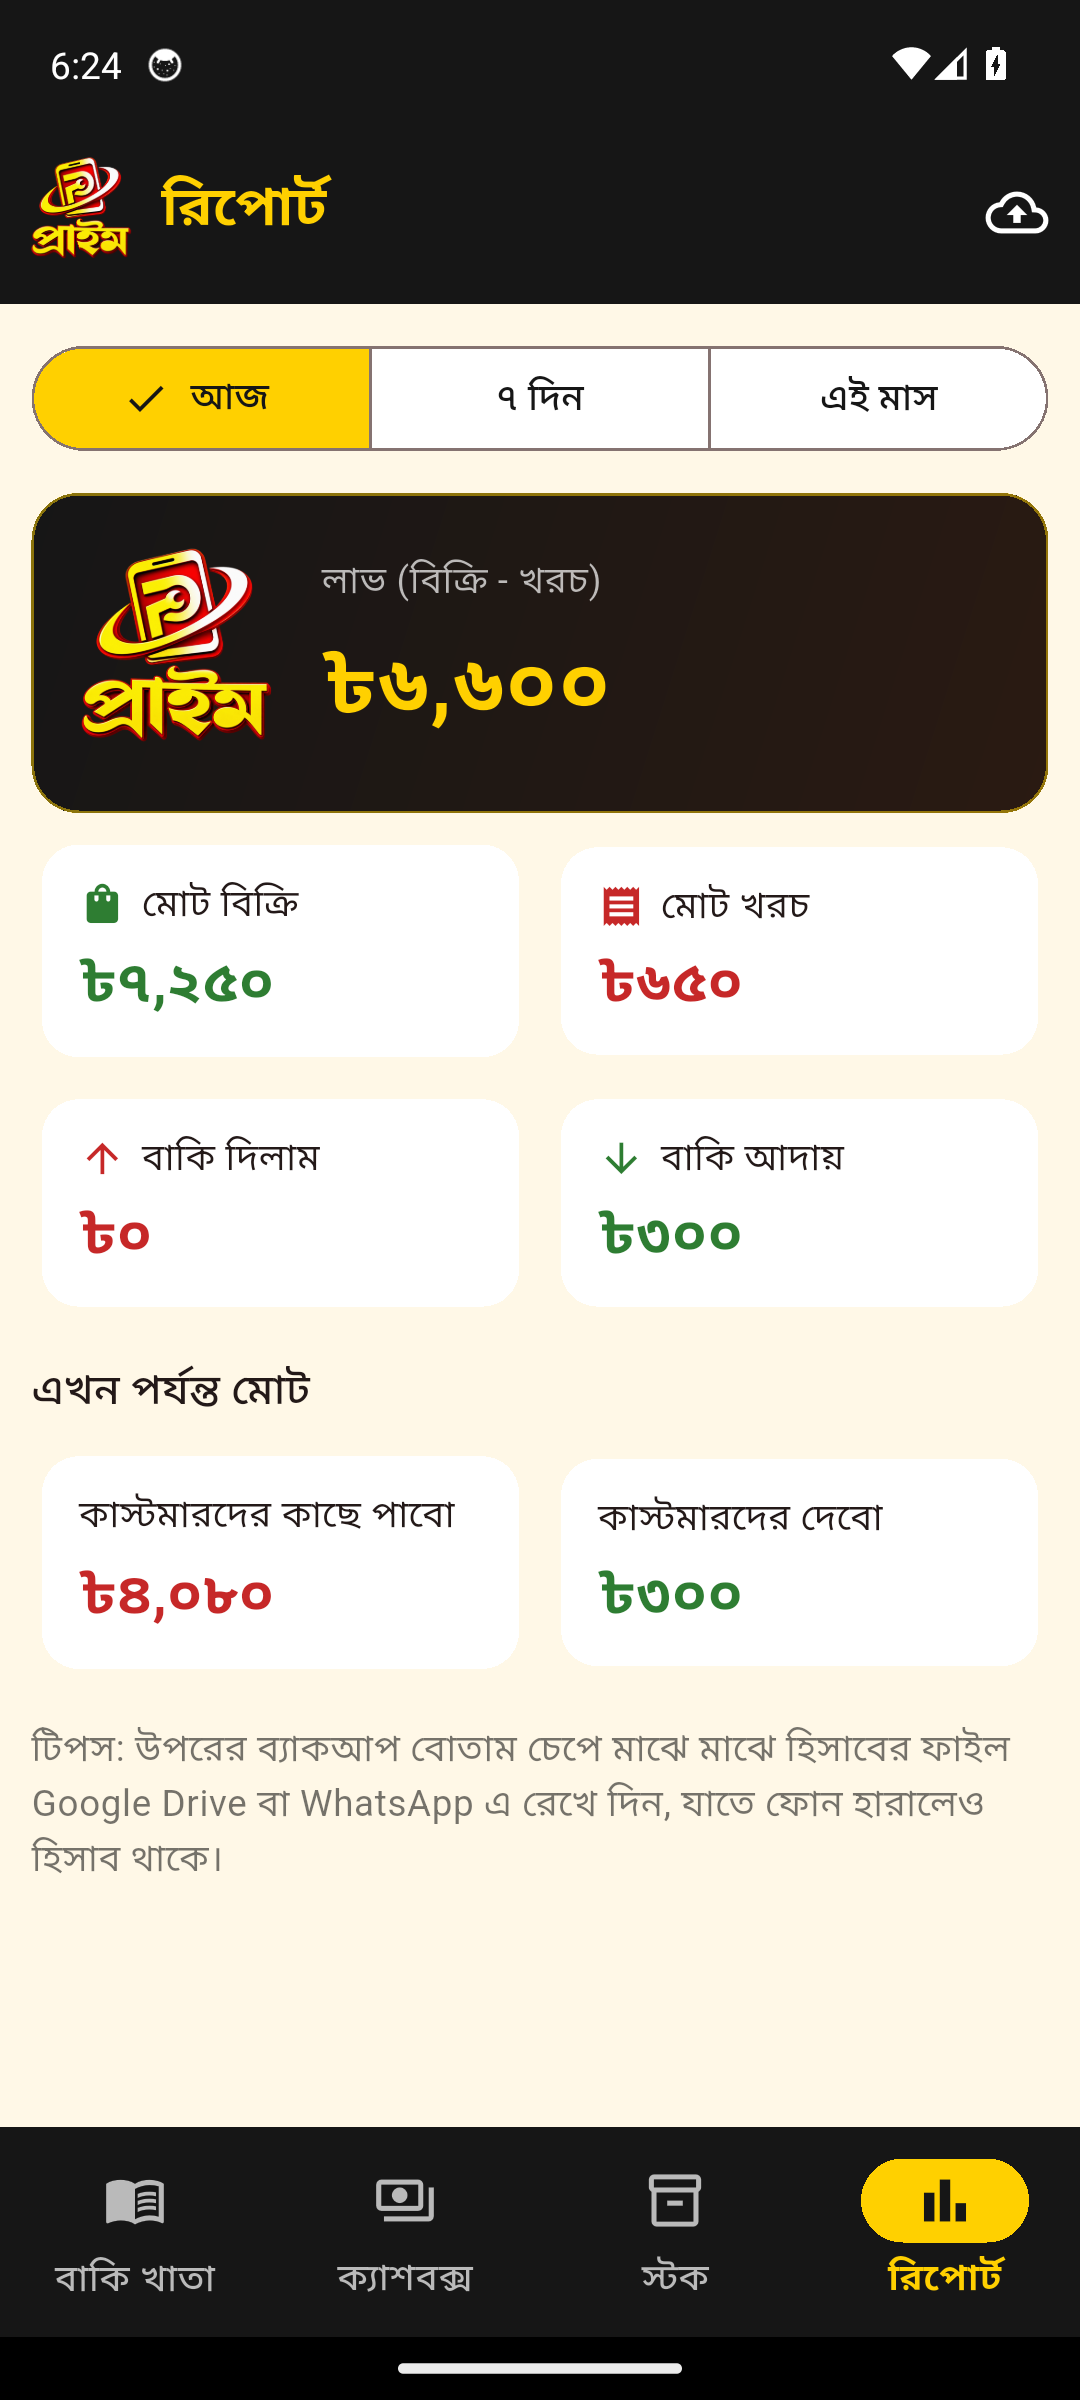 6:24
প্রাইম
রিপোর্ট
আজ
৭ দিন
এই মাস
প্রাইম
লাভ (বিক্রি - খরচ)
৳৬,৬০০
মোট বিক্রি
৳৭,২৫০
মোট খরচ
৳৬৫০
বাকি দিলাম
৳০
বাকি আদায়
৳৩০০
এখন পর্যন্ত মোট
কাস্টমারদের কাছে পাবো
৳৪,০৮০
কাস্টমারদের দেবো
৳৩০০
টিপস: উপরের ব্যাকআপ বোতাম চেপে মাঝে মাঝে হিসাবের ফাইল
Google Drive বা WhatsApp এ রেখে দিন, যাতে ফোন হারালেও
হিসাব থাকে।
বাকি খাতা
ক্যাশবক্স
স্টক
রিপোর্ট